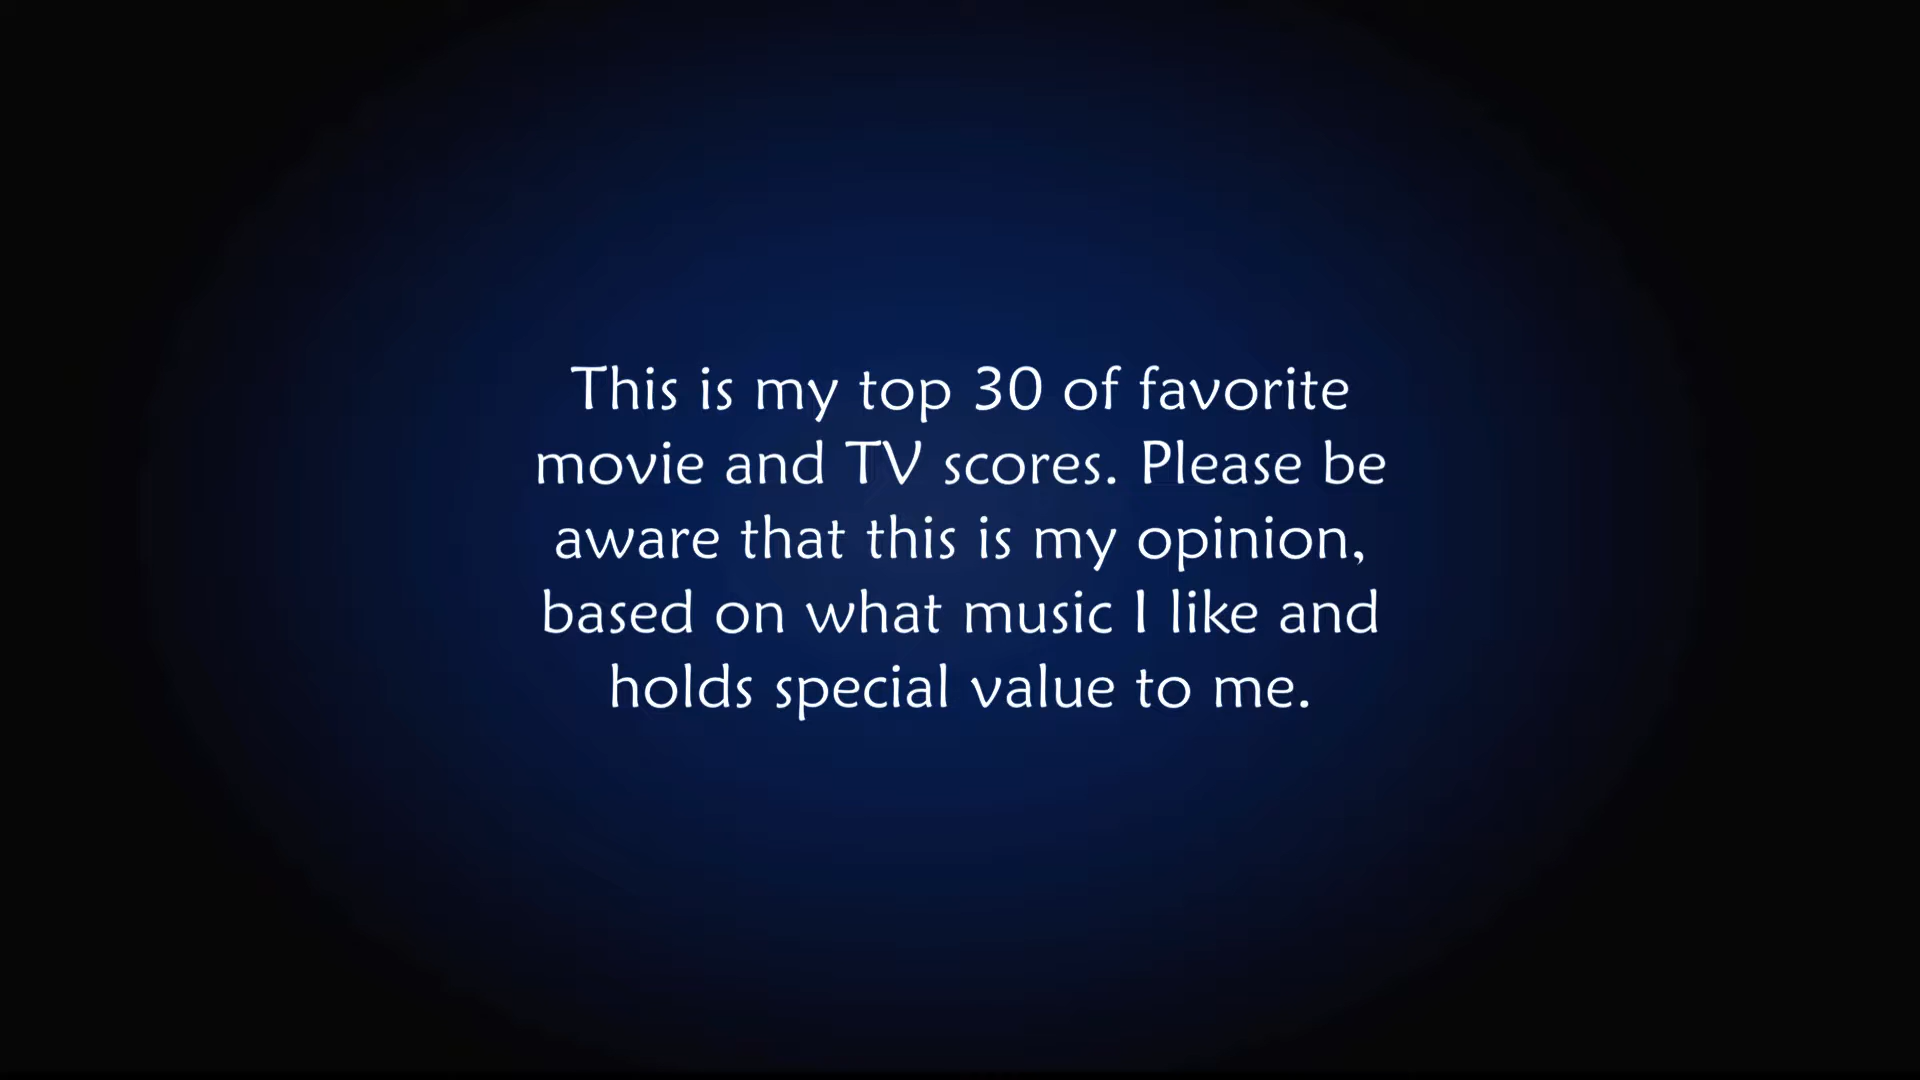 This is my top 30 of favorite
movie and TV scores. Please be
aware that this is my opinion,
based on what music I like and
holds special value to me.